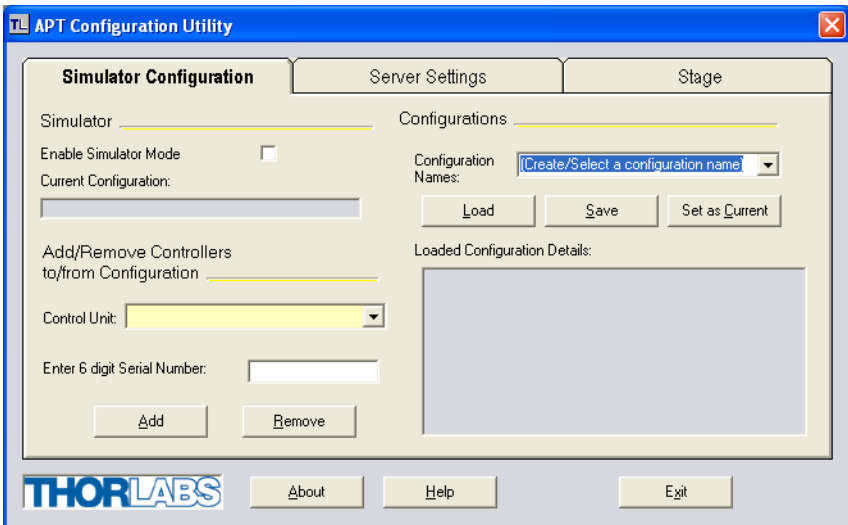 TL APT Configuration Utility
Simulator Configuration
Server Settings
Stage
Simulator
Enable Simulator Mode
Current Configuration:
Add/Remove Controllers
to/from Configuration
Control Unit:
Enter 6 digit Serial Number:
Add
Remove
Configurations
Configuration
Names:
(Create/Select a configuration name)
Load
Save
Set as Current
Loaded Configuration Details:
THORLABS
About
Help
Exit